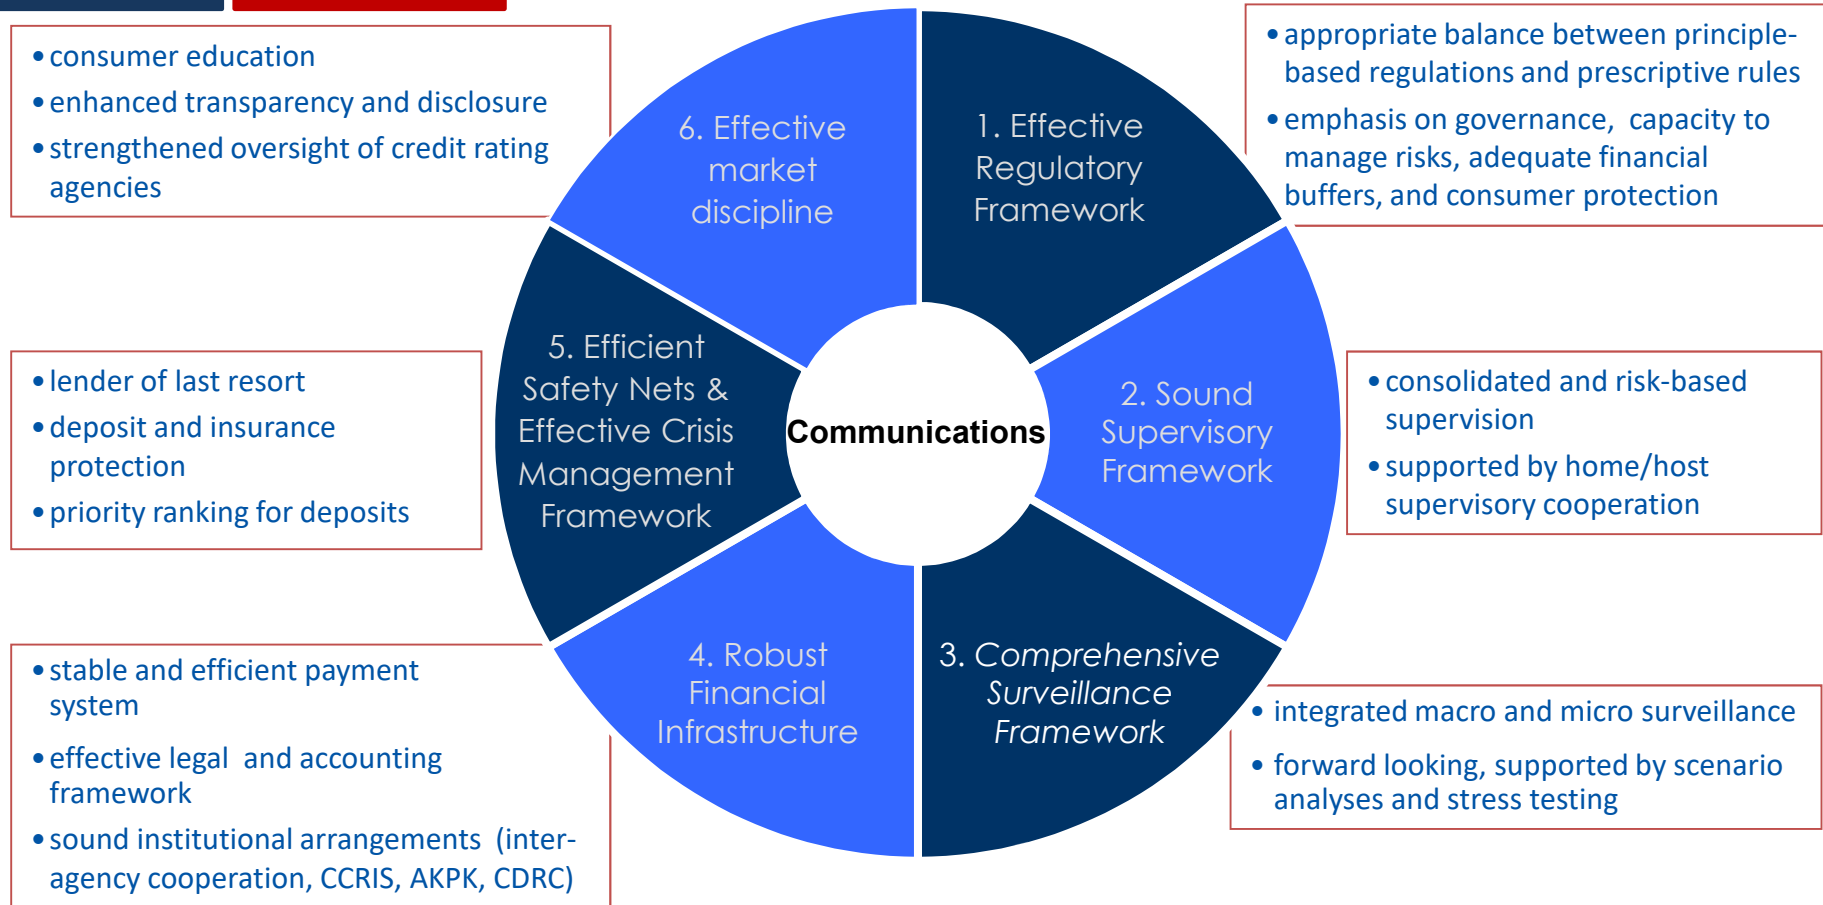 • consumer education
• enhanced transparency and disclosure
• strengthened oversight of credit rating
agencies
6. Effective
market
discipline
1. Effective
Regulatory
Framework
• appropriate balance between principle-
based regulations and prescriptive rules
• emphasis on governance,  capacity to
manage risks, adequate financial
buffers, and consumer protection
• lender of last resort
• deposit and insurance
protection
• priority ranking for deposits
5. Efficient
Safety Nets &
Effective Crisis
Management
Framework
Communications
2. Sound
Supervisory
Framework
• consolidated and risk-based
supervision
• supported by home/host
supervisory cooperation
• stable and efficient payment
system
• effective legal  and accounting
framework
• sound institutional arrangements  (inter-
agency cooperation, CCRIS, AKPK, CDRC)
4. Robust
Financial
Infrastructure
3. Comprehensive
Surveillance
Framework
• integrated macro and micro surveillance
• forward looking, supported by scenario
analyses and stress testing